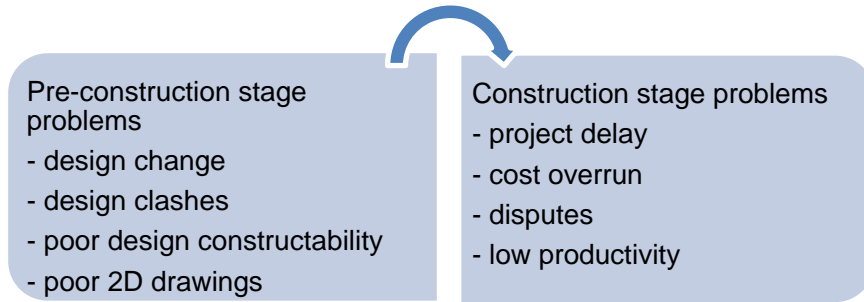 Pre-construction stage
problems
- design change
- design clashes
- poor design constructability
- poor 2D drawings
Construction stage problems
- project delay
- cost overrun
- disputes
- low productivity